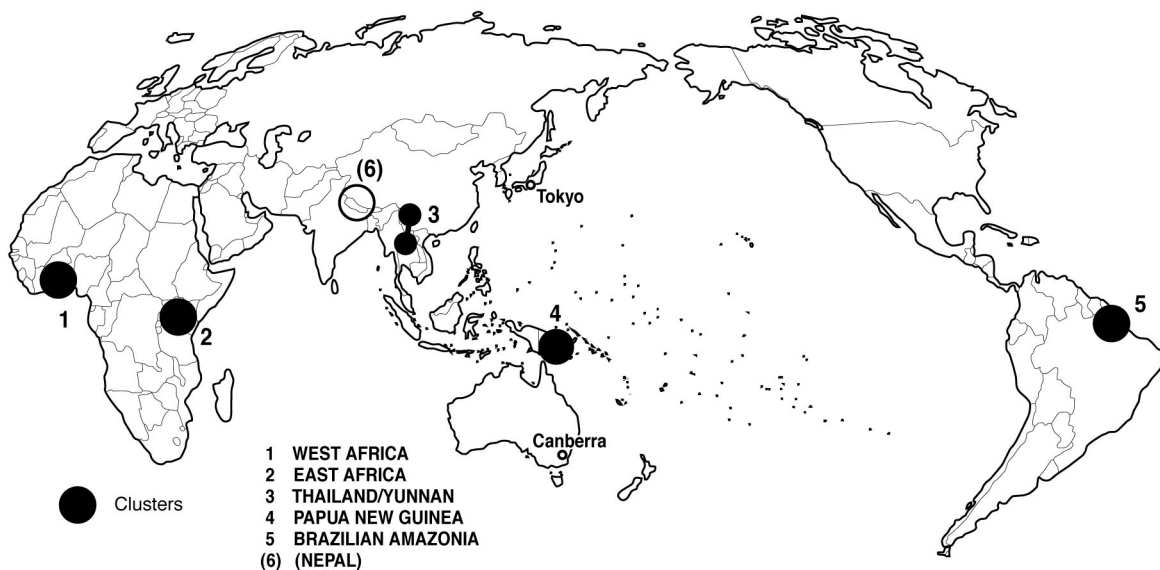 (6)
3
Tokyo
1
2
4
5
Canberra
1 WEST AFRICA
2 EAST AFRICA
3 THAILAND/YUNNAN
4 PAPUA NEW GUINEA
5 BRAZILIAN AMAZONIA
(6) (NEPAL)
Clusters